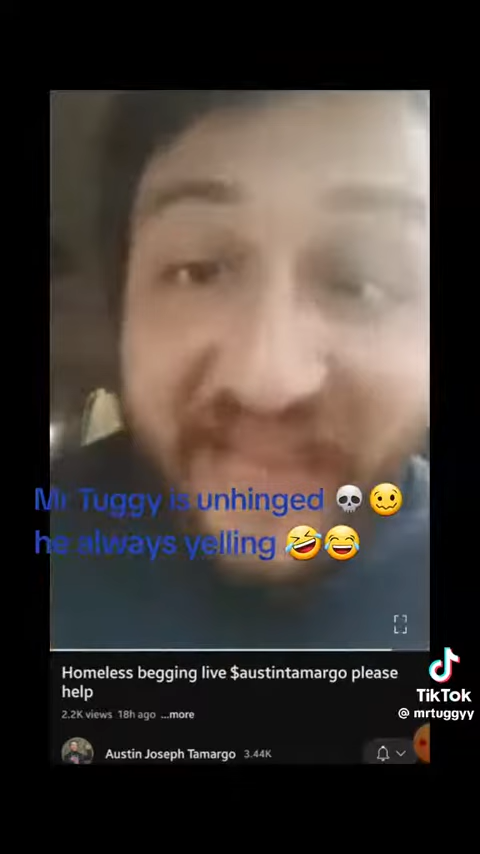 Mr Tuggy is unhinged 💀🥴
he always yelling 🤣😂
Homeless begging live $austintamargo please
help
2.2K views 18h ago ...more
Austin Joseph Tamargo 3.44K
TikTok
@ mrtuggyy